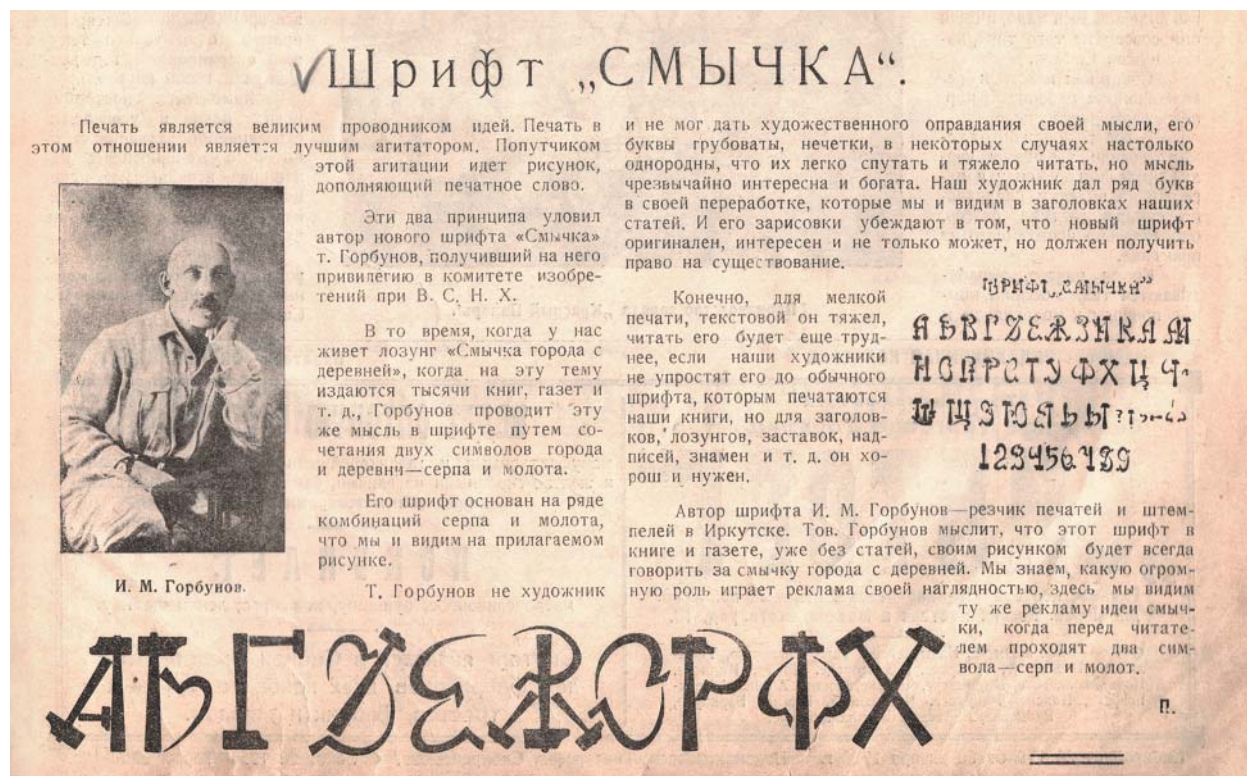 Шрифт „СМЫЧКА“.
Печать является великим проводником идей. Печать в
этом отношении является лучшим агитатором. Попутчиком
этой агитации идет рисунок,
дополняющий печатное слово.
Эти два принципа уловил
автор нового шрифта «Смычка»
т. Горбунов, получивший на него
привилегию в комитете изобре-
тений при В. С. Н. Х.
В то время, когда у нас
живет лозунг «Смычка города с
деревней», когда на эту тему
издаются тысячи книг, газет и
т. д., Горбунов проводит эту
же мысль в шрифте путем со-
четания двух символов города
и деревни—серпа и молота.
Его шрифт основан на ряде
комбинаций серпа и молота,
что мы и видим на прилагаемом
рисунке.
Т. Горбунов не художник
И. М. Горбунов.
и не мог дать художественного оправдания своей мысли, его
буквы грубоваты, нечетки, в некоторых случаях настолько
однородны, что их легко спутать и тяжело читать, но мысль
чрезвычайно интересна и богата. Наш художник дал ряд букв
в своей переработке, которые мы и видим в заголовках наших
статей. И его зарисовки убеждают в том, что новый шрифт
оригинален, интересен и не только может, но должен получить
право на существование.
Конечно, для мелкой
печати, текстовой он тяжел,
читать его будет еще труд-
нее, если наши художники
не упростят его до обычного
шрифта, которым печатаются
наши книги, но для заголов-
ков, лозунгов, заставок, над-
писей, знамен и т. д. он хо-
рош и нужен.
ШРИФТ „СМЫЧКА”
А Б В Г Д Е Ж З И К Л М
Н О П Р С Т У Ф Х Ц Ч
Ш Щ Э Ю Я Ь Ы ?
123456789
Автор шрифта И. М. Горбунов—резчик печатей и штем-
пелей в Иркутске. Тов. Горбунов мыслит, что этот шрифт в
книге и газете, уже без статей, своим рисунком будет всегда
говорить за смычку города с деревней. Мы знаем, какую огром-
ную роль играет реклама своей наглядностью, здесь мы видим
ту же рекламу идеи смыч-
ки, когда перед читате-
лем проходят два сим-
вола—серп и молот.
П.
А Б Г Д Е Ж С Р Ф Х